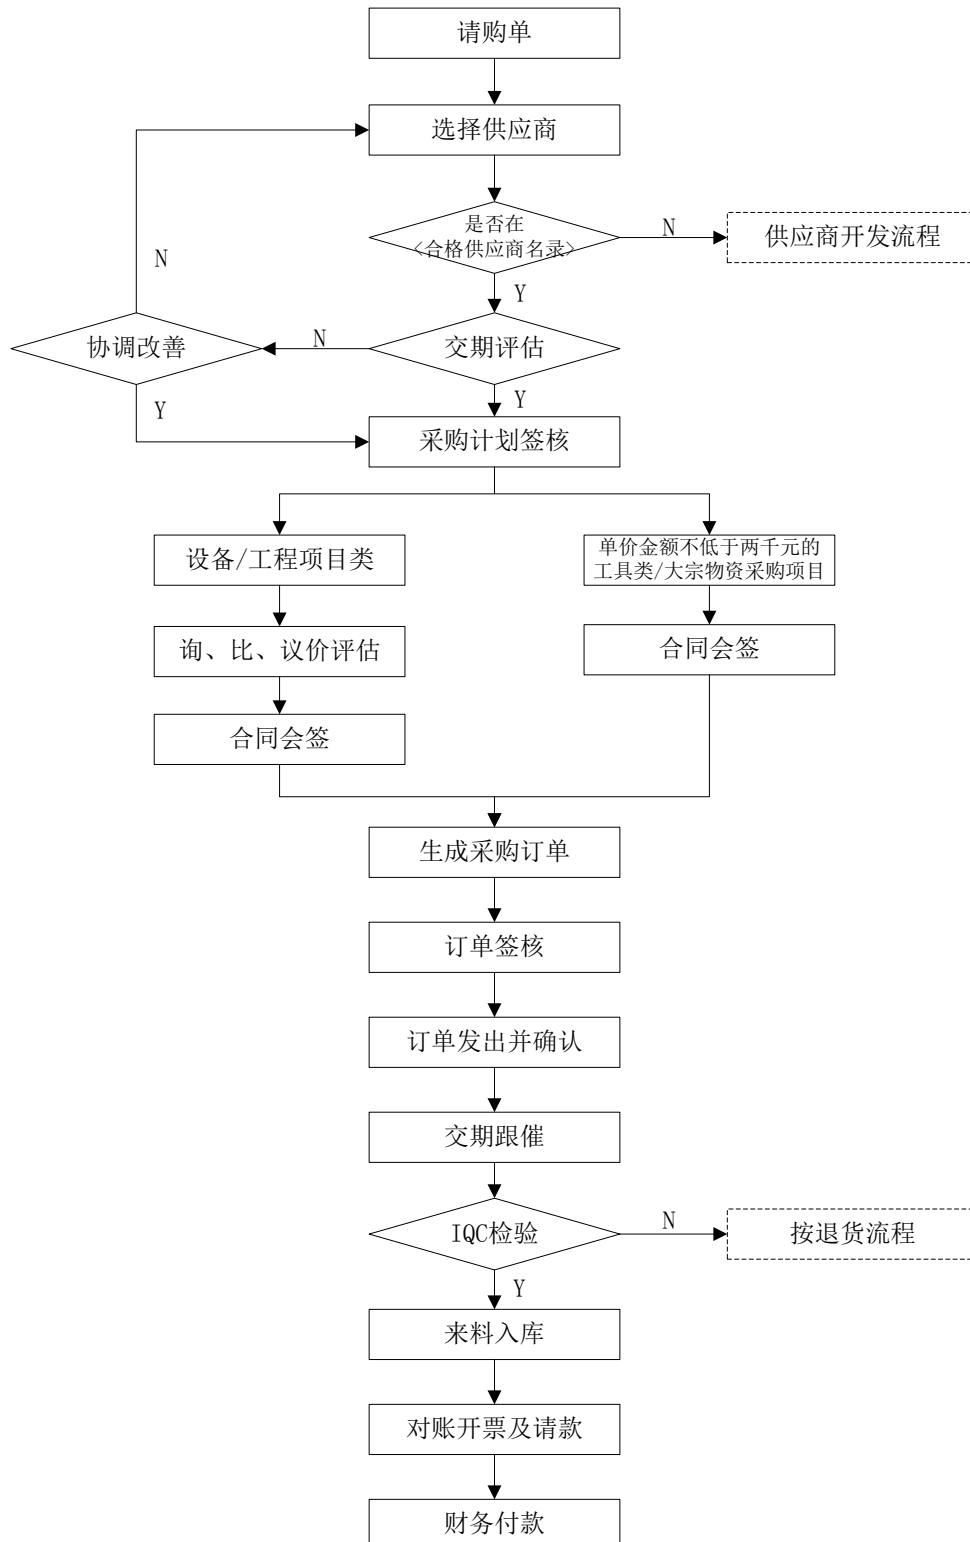 请购单
选择供应商
是否在
<合格供应商名录>
N
供应商开发流程
N
Y
协调改善
N
交期评估
Y
Y
采购计划签核
设备/工程项目类
单价金额不低于两千元的
工具类/大宗物资采购项目
询、比、议价评估
合同会签
合同会签
生成采购订单
订单签核
订单发出并确认
交期跟催
IQC检验
N
按退货流程
Y
来料入库
对账开票及请款
财务付款